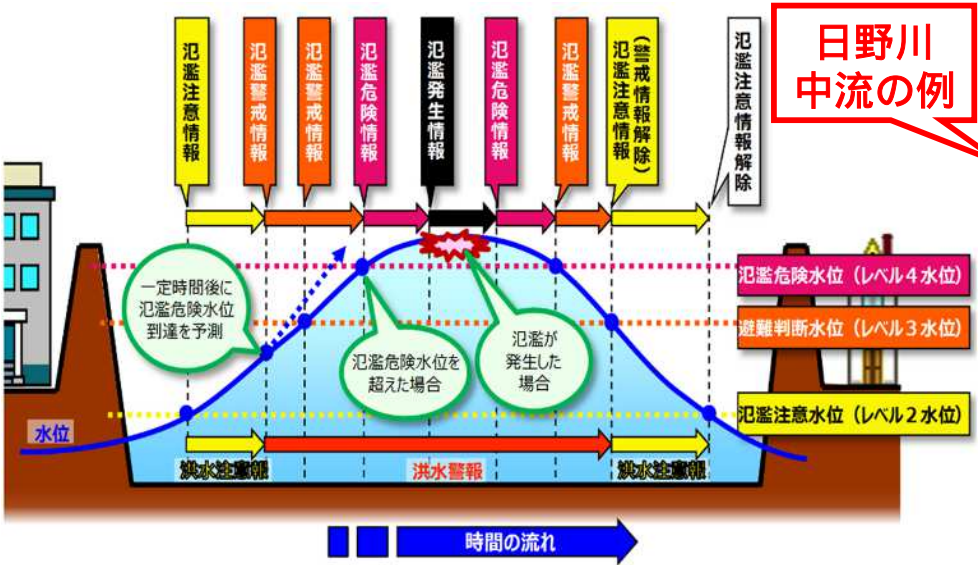 氾濫注意情報
氾濫警戒情報
氾濫警戒情報
氾濫危険情報
氾濫発生情報
氾濫危険情報
氾濫警戒情報
氾濫注意情報
（警戒情報解除）
氾濫注意情報解除
日野川
中流の例
一定時間後に
氾濫危険水位
到達を予測
氾濫危険水位を
超えた場合
氾濫が
発生した
場合
氾濫危険水位（レベル４水位）
避難判断水位（レベル３水位）
氾濫注意水位（レベル２水位）
水位
洪水注意報
洪水警報
洪水注意報
時間の流れ